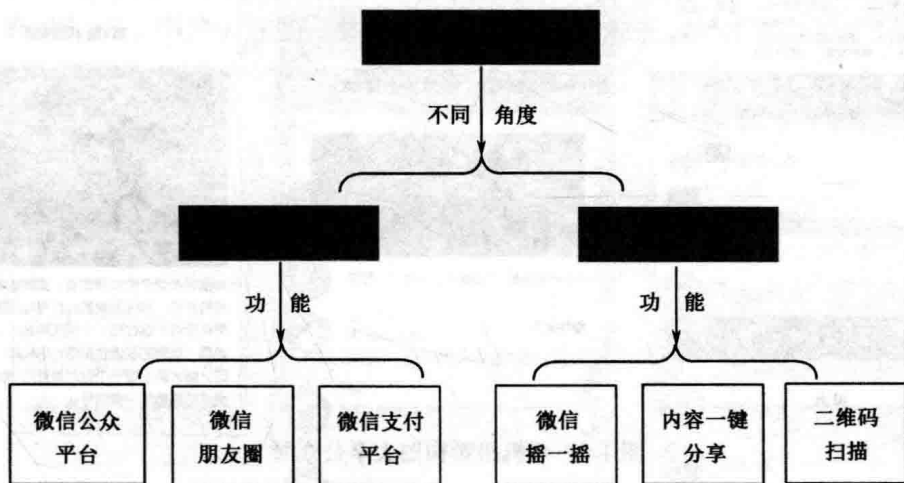 不同 角度
功 能
功 能
微信公众
平台
微信
朋友圈
微信支付
平台
微信
摇一摇
内容一键
分享
二维码
扫描